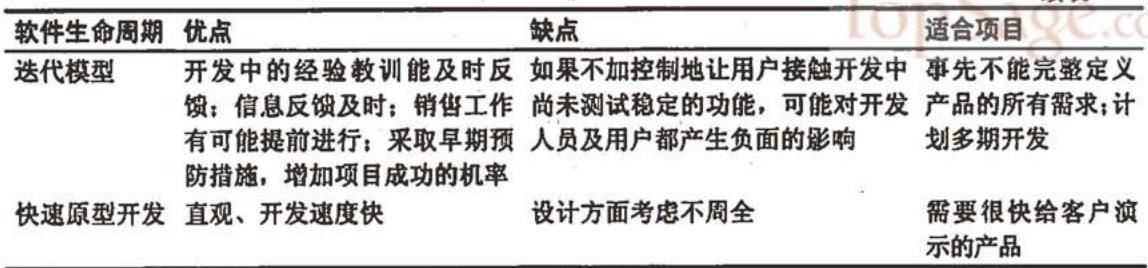 软件生命周期 优点 缺点 适合项目
迭代模型 开发中的经验教训能及时反 如果不加控制地让用户接触开发中 事先不能完整定义
馈；信息反馈及时；销售工作 尚未测试稳定的功能，可能对开发 产品的所有需求；计
有可能提前进行；采取早期预 人员及用户都产生负面的影响 划多期开发
防措施，增加项目成功的机率
快速原型开发 直观、开发速度快 设计方面考虑不周全 需要很快给客户演
示的产品
TopSage.co